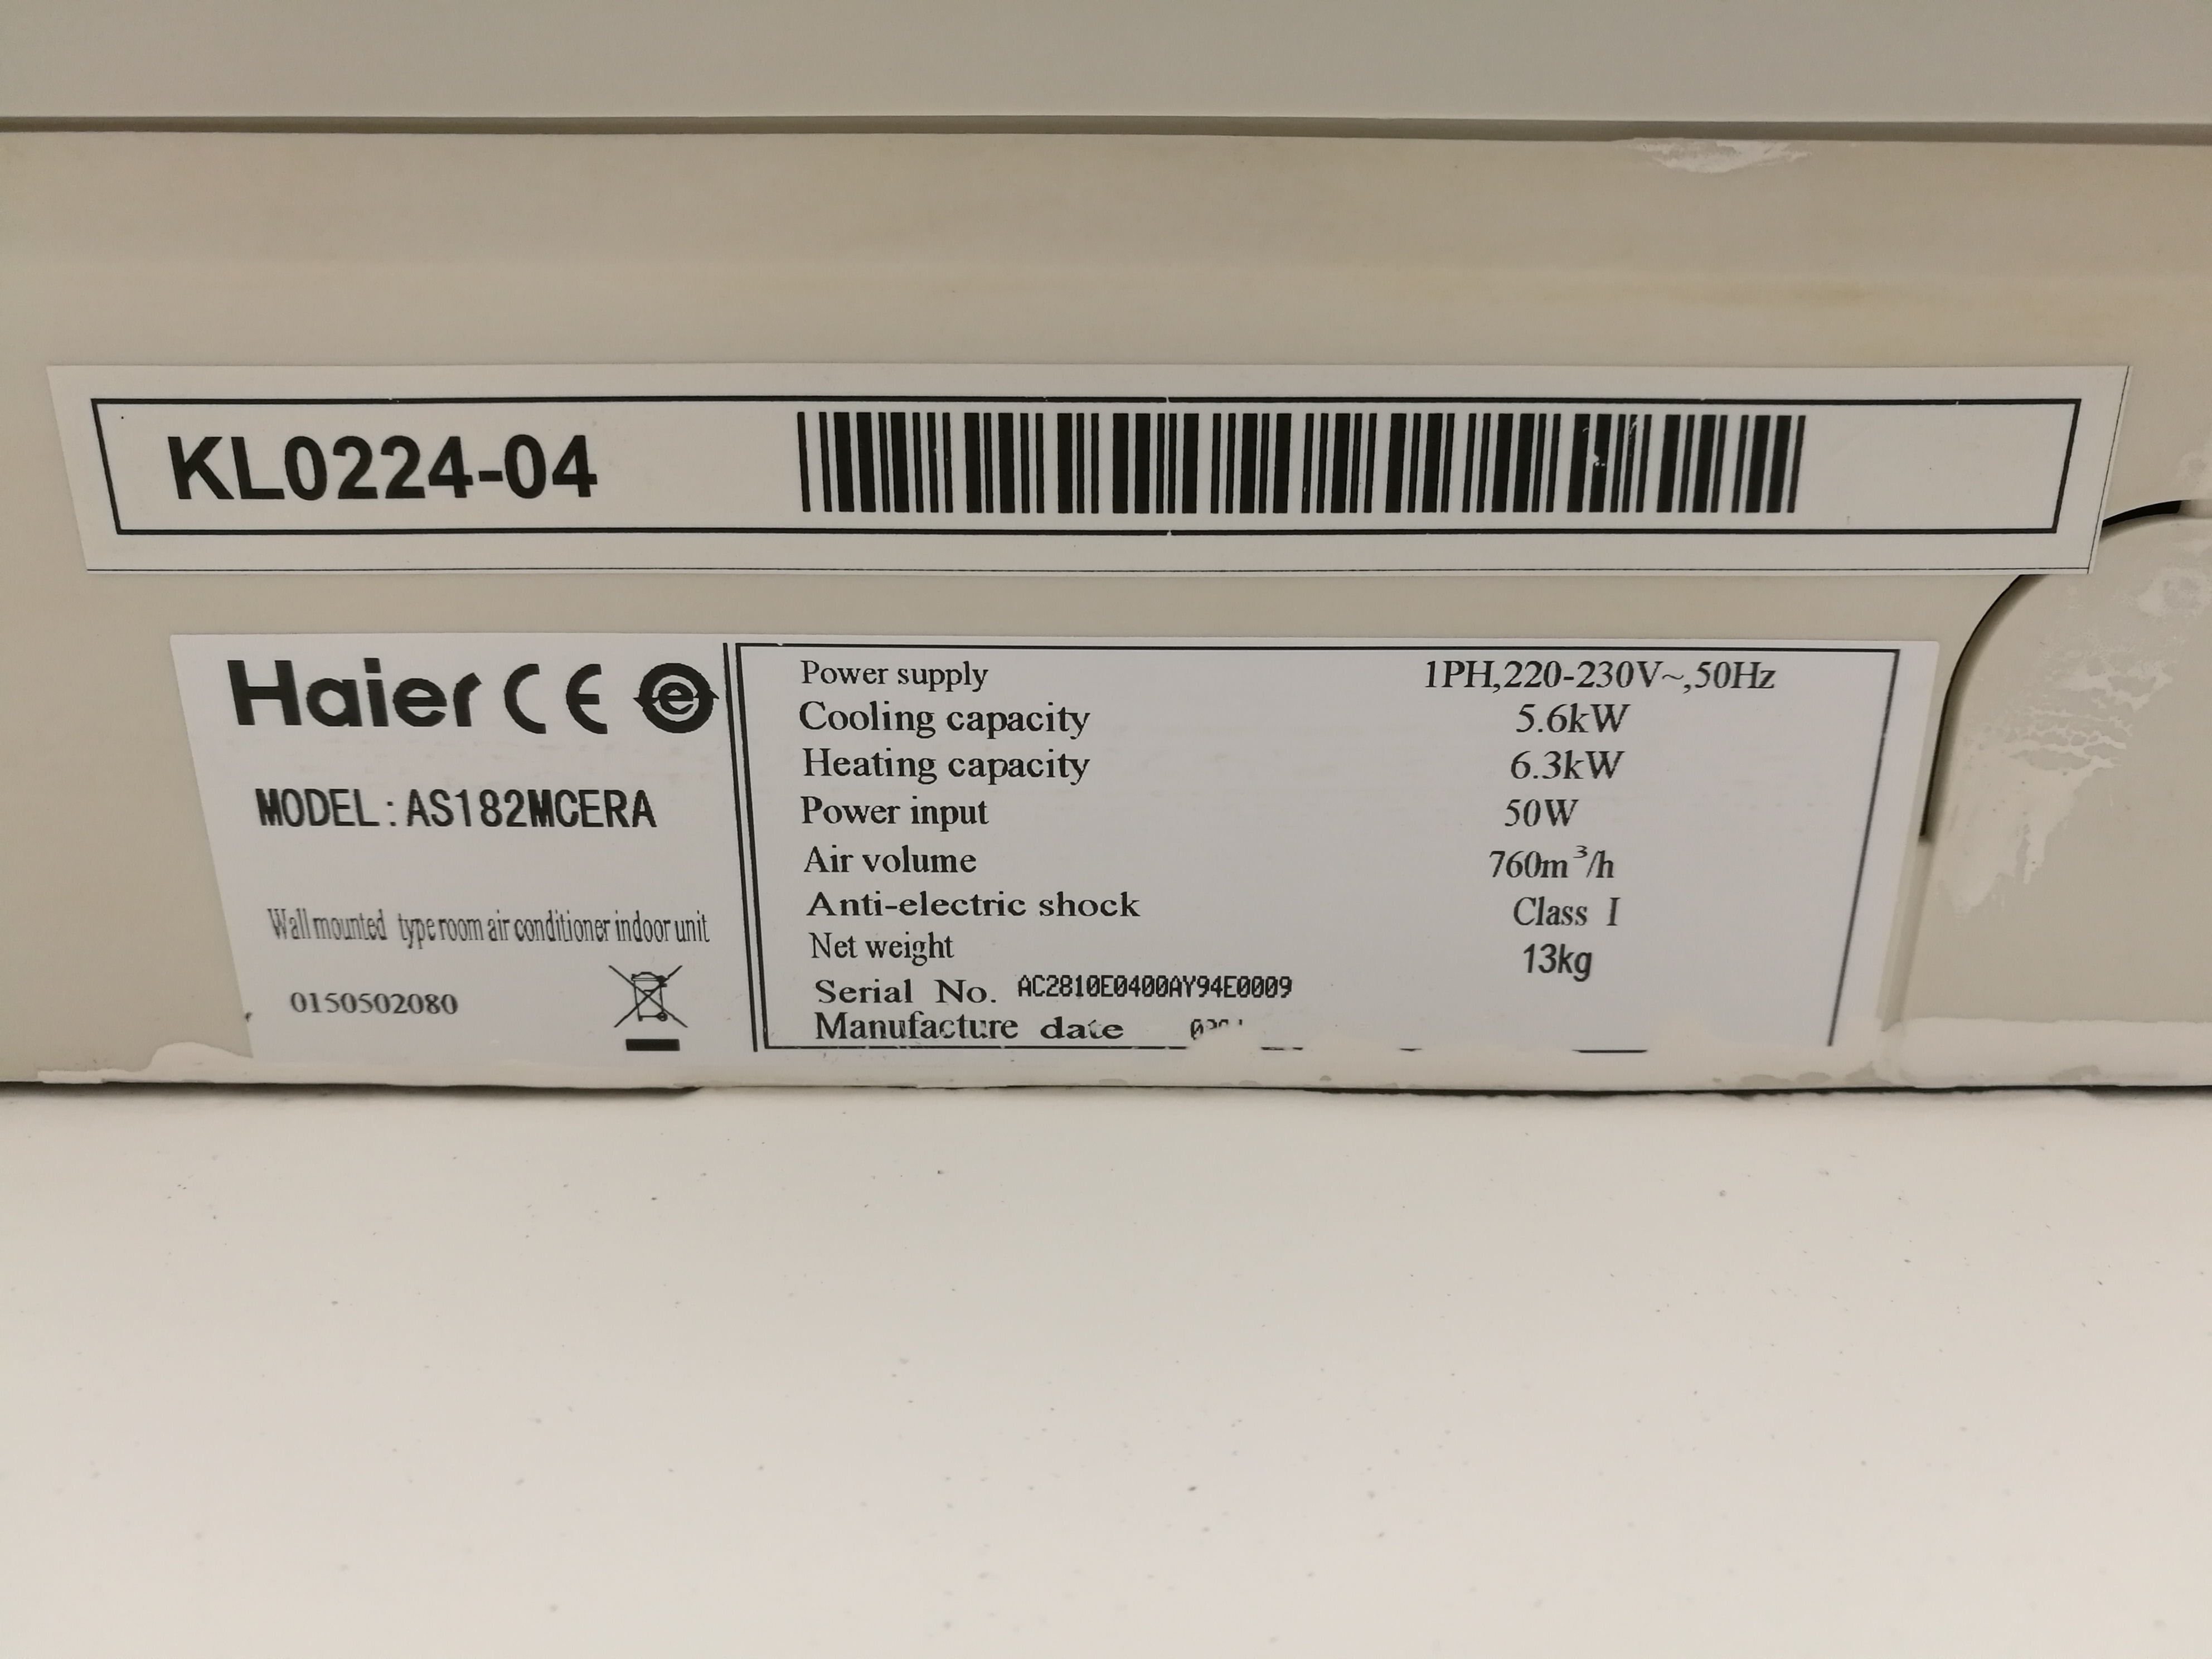 KL0224-04
Haier CE
MODEL:AS182MCERA
Wall mounted type room air conditioner indoor unit
0150502080
Power supply 1PH,220-230V~,50Hz
Cooling capacity 5.6kW
Heating capacity 6.3kW
Power input 50W
Air volume 760m³/h
Anti-electric shock Class I
Net weight 13kg
Serial No. AC2810E0400AY94E0009
Manufacture date